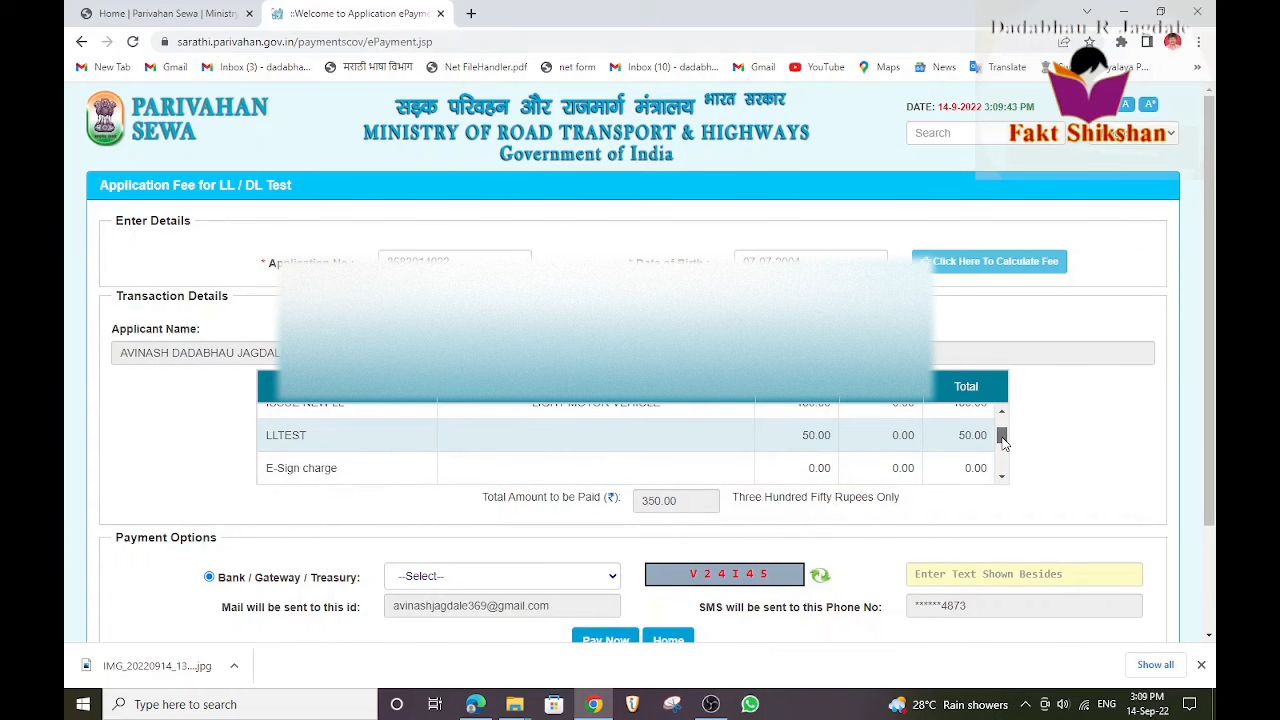 Home | Parivahan Sewa | Ministry
::Welcome to Application ePayme
Dadabhau R Jagdale
sarathi.parivahan.gov.in/paymentscov/ePayment.jsp
New Tab
Gmail
Inbox (3) - dadabha...
मराठी भाषा विभाग
Net FileHandler.pdf
net form
Inbox (10) - dadabh...
Gmail
YouTube
Maps
News
Translate
PARIVAHAN SEWA
सड़क परिवहन और राजमार्ग मंत्रालय भारत सरकार
MINISTRY OF ROAD TRANSPORT & HIGHWAYS
Government of India
DATE: 14-9-2022 3:09:43 PM
A
A+
Search
Fakt Shikshan
Application Fee for LL / DL Test
Enter Details
Click Here To Calculate Fee
Transaction Details
Applicant Name:
AVINASH DADABHAU JAGDAL
Total
LLTEST 50.00 0.00 50.00
E-Sign charge 0.00 0.00 0.00
Total Amount to be Paid (₹): 350.00 Three Hundred Fifty Rupees Only
Payment Options
Bank / Gateway / Treasury: --Select-- V 2 4 I 4 5 Enter Text Shown Besides
Mail will be sent to this id: avinashjagdale369@gmail.com SMS will be sent to this Phone No: ******4873
Pay Now Home
IMG_20220914_13....jpg
Show all
Type here to search
28°C Rain showers
ENG
3:09 PM
14-Sep-22